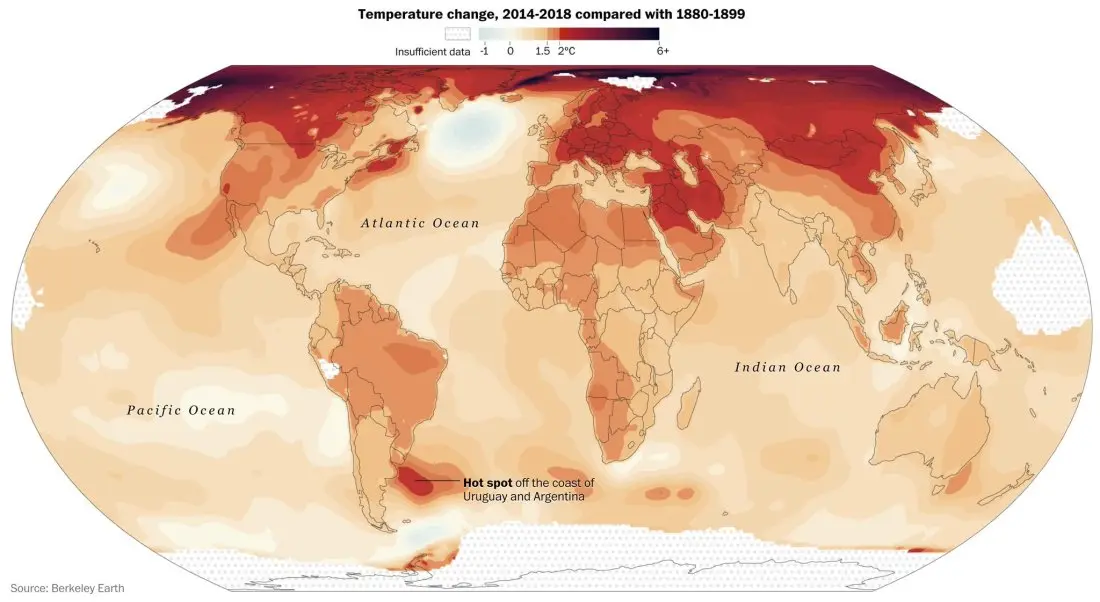 Temperature change, 2014-2018 compared with 1880-1899
Insufficient data -1 0 1.5 2°C 6+
Atlantic Ocean
Indian Ocean
Pacific Ocean
Hot spot off the coast of
Uruguay and Argentina
Source: Berkeley Earth